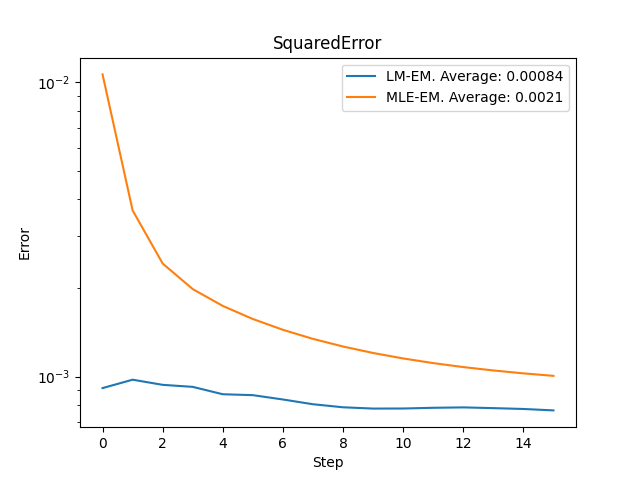 SquaredError
LM-EM. Average: 0.00084
MLE-EM. Average: 0.0021
10⁻²
10⁻³
Error
0 2 4 6 8 10 12 14
Step